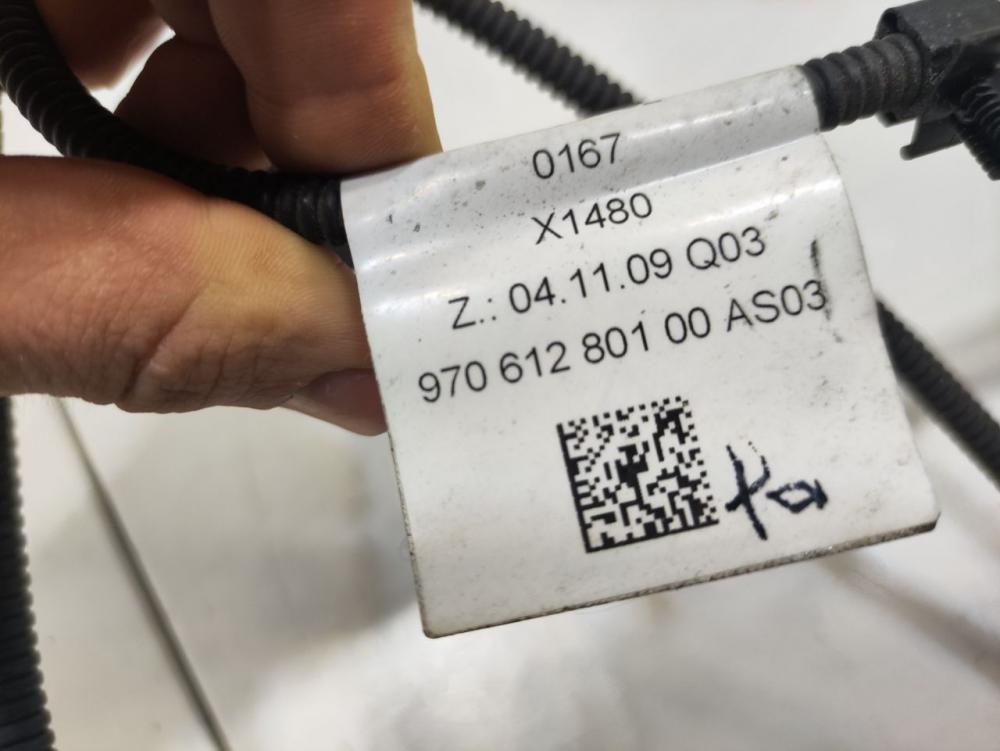 0167
X1480
Z.: 04.11.09 Q03
970 612 801 00 AS03